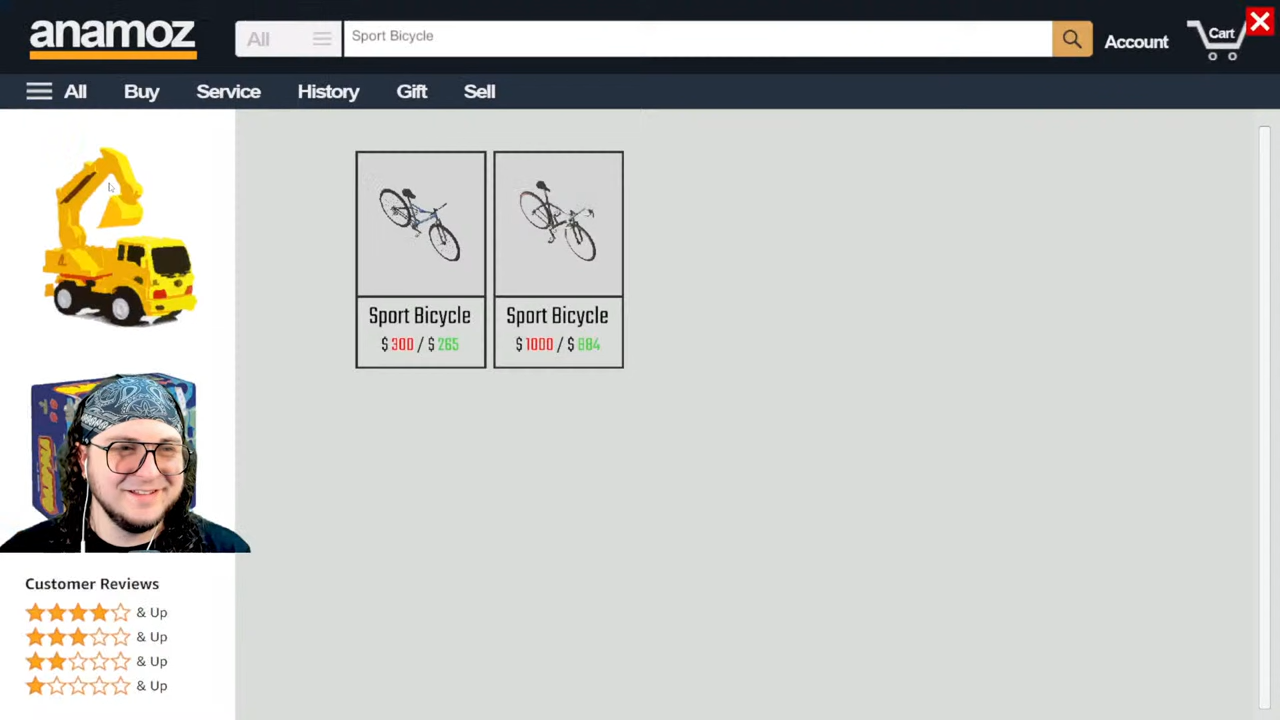 anamoz
All
Sport Bicycle
Account
Cart
All
Buy
Service
History
Gift
Sell
Sport Bicycle
$ 300 / $ 265
Sport Bicycle
$ 1000 / $ 884
Customer Reviews
& Up
& Up
& Up
& Up